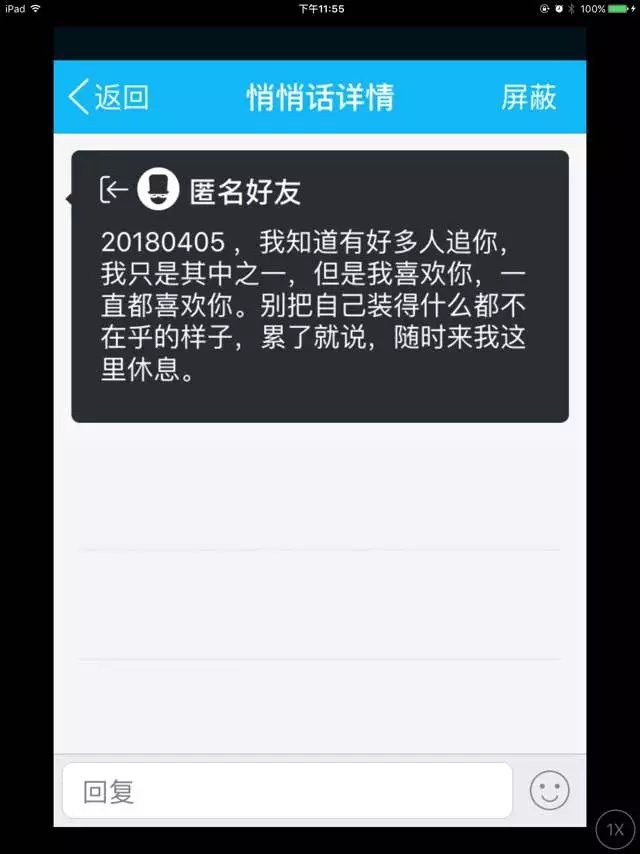 iPad 下午11:55 100%
返回 悄悄话详情 屏蔽
匿名好友
20180405 ，我知道有好多人追你，
我只是其中之一，但是我喜欢你，一
直都喜欢你。别把自己装得什么都不
在乎的样子，累了就说，随时来我这
里休息。
回复
1X